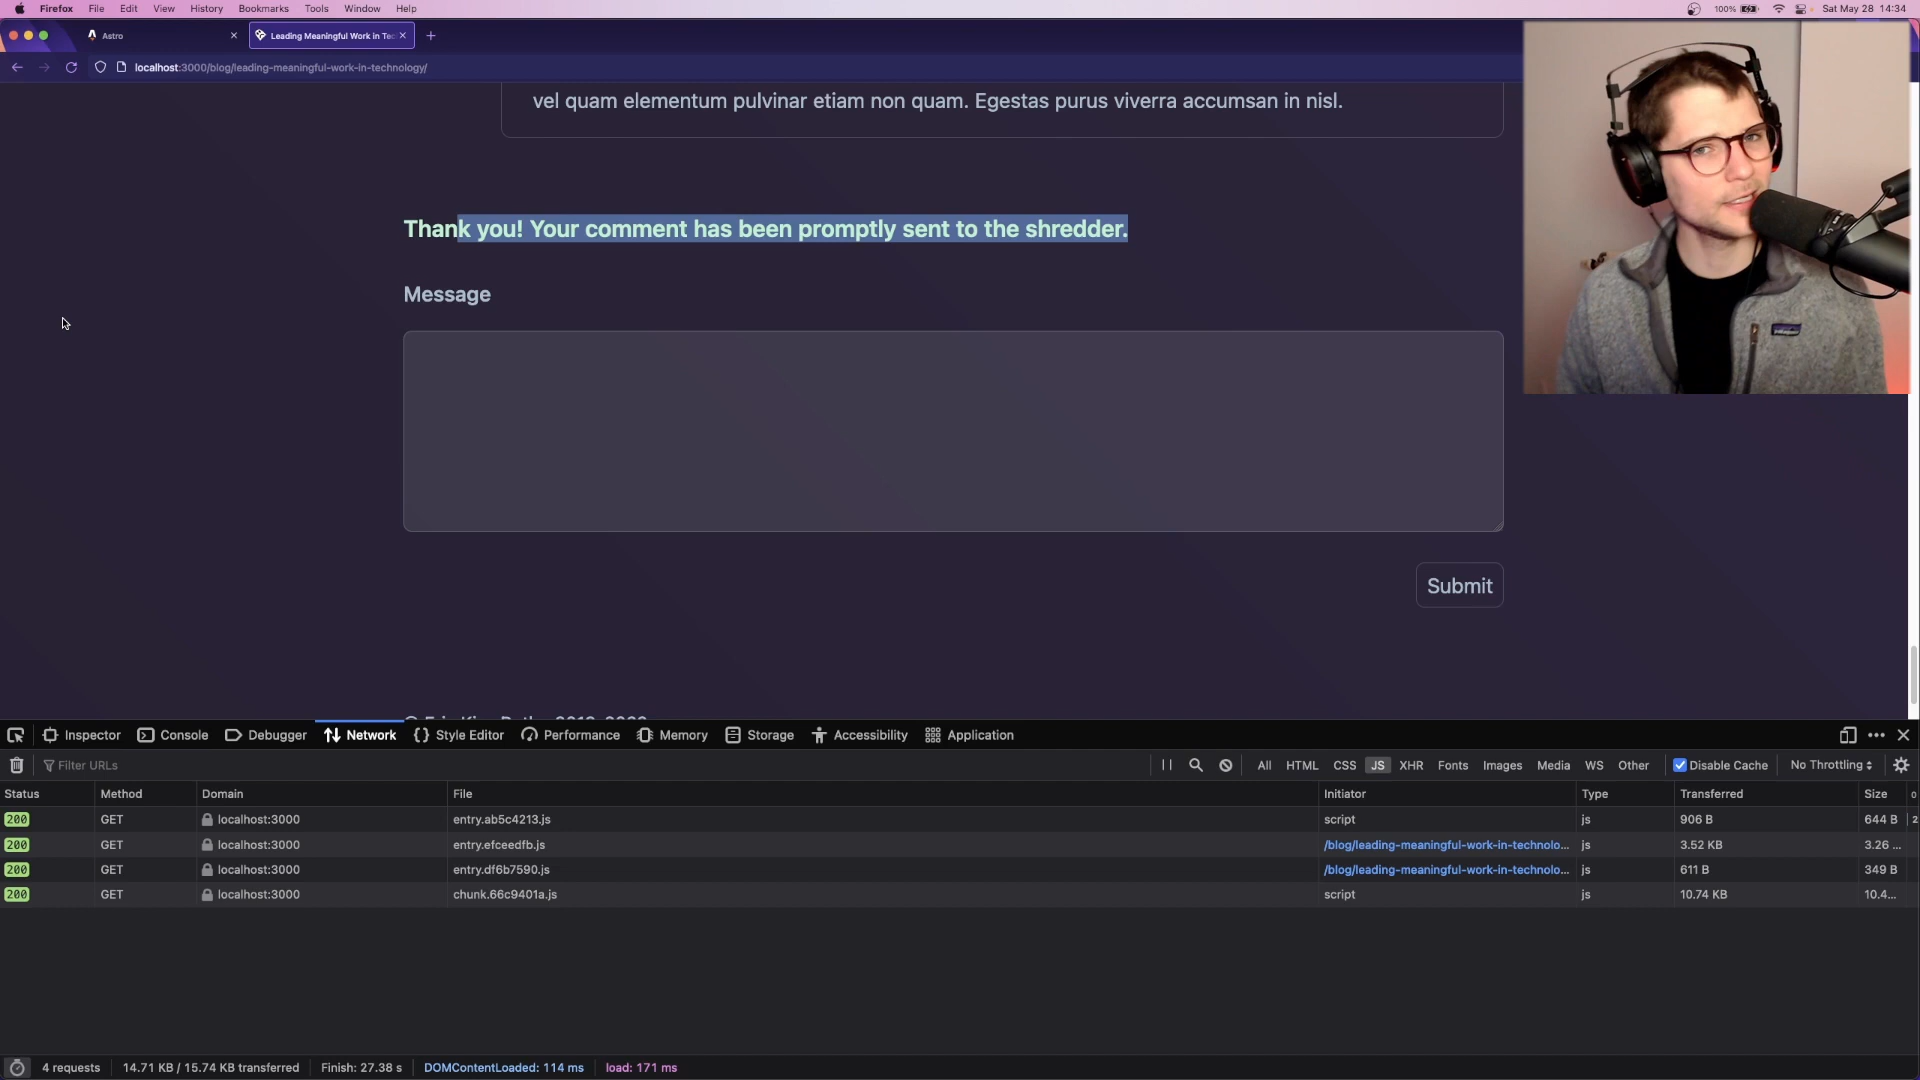 Firefox File Edit View History Bookmarks Tools Window Help 100% Sat May 28 14:34
Astro Leading Meaningful Work in Tec
localhost:3000/blog/leading-meaningful-work-in-technology/
vel quam elementum pulvinar etiam non quam. Egestas purus viverra accumsan in nisl.
Thank you! Your comment has been promptly sent to the shredder.
Message
Submit
Inspector Console Debugger Network Style Editor Performance Memory Storage Accessibility Application
Filter URLs All HTML CSS JS XHR Fonts Images Media WS Other Disable Cache No Throttling
Status Method Domain File Initiator Type Transferred Size 0
200 GET localhost:3000 entry.ab5c4213.js script js 906 B 644 B 2
200 GET localhost:3000 entry.efceedfb.js /blog/leading-meaningful-work-in-technolo... js 3.52 KB 3.26 ...
200 GET localhost:3000 entry.df6b7590.js /blog/leading-meaningful-work-in-technolo... js 611 B 349 B
200 GET localhost:3000 chunk.66c9401a.js script js 10.74 KB 10.4...
4 requests 14.71 KB / 15.74 KB transferred Finish: 27.38 s DOMContentLoaded: 114 ms load: 171 ms